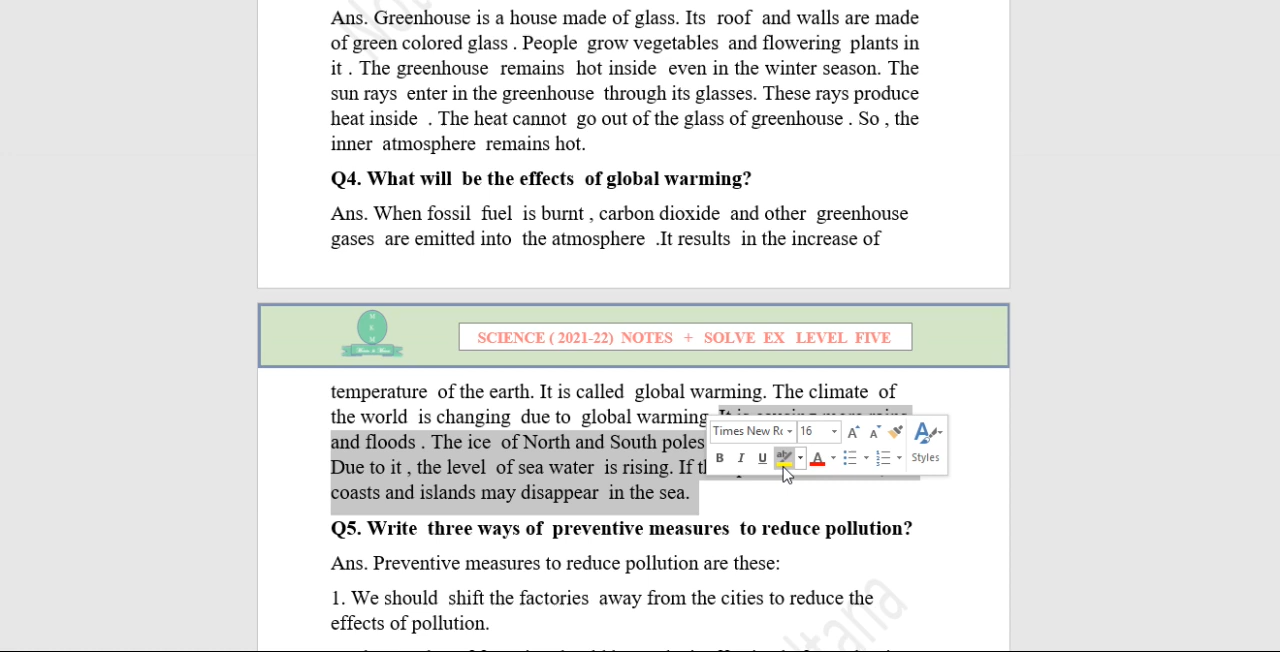 Ans. Greenhouse is a house made of glass. Its roof and walls are made
of green colored glass . People grow vegetables and flowering plants in
it . The greenhouse remains hot inside even in the winter season. The
sun rays enter in the greenhouse through its glasses. These rays produce
heat inside . The heat cannot go out of the glass of greenhouse . So , the
inner atmosphere remains hot.
Q4. What will be the effects of global warming?
Ans. When fossil fuel is burnt , carbon dioxide and other greenhouse
gases are emitted into the atmosphere .It results in the increase of
M
K
M
SCIENCE ( 2021-22) NOTES + SOLVE EX LEVEL FIVE
temperature of the earth. It is called global warming. The climate of
the world is changing due to global warming. It is causing more rains
and floods . The ice of North and South poles
Times New Ro 16
Due to it , the level of sea water is rising. If
B I U aby A Styles
coasts and islands may disappear in the sea.
Q5. Write three ways of preventive measures to reduce pollution?
Ans. Preventive measures to reduce pollution are these:
1. We should shift the factories away from the cities to reduce the
effects of pollution.
ltana